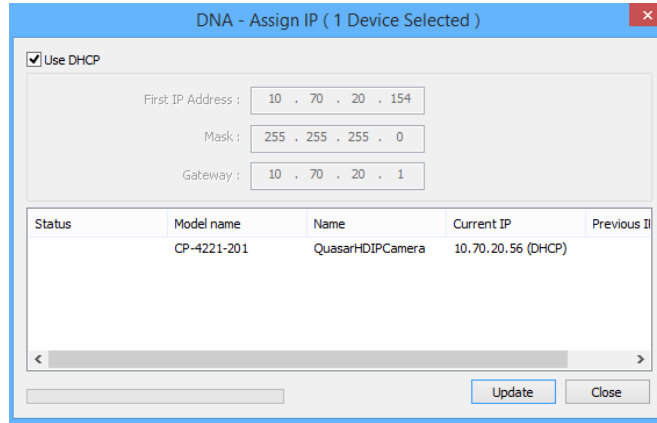 DNA - Assign IP ( 1 Device Selected )
Use DHCP
First IP Address : 10 . 70 . 20 . 154
Mask : 255 . 255 . 255 . 0
Gateway : 10 . 70 . 20 . 1
Status Model name Name Current IP Previous
CP-4221-201 QuasarHDIPCamera 10.70.20.56 (DHCP)
Update Close